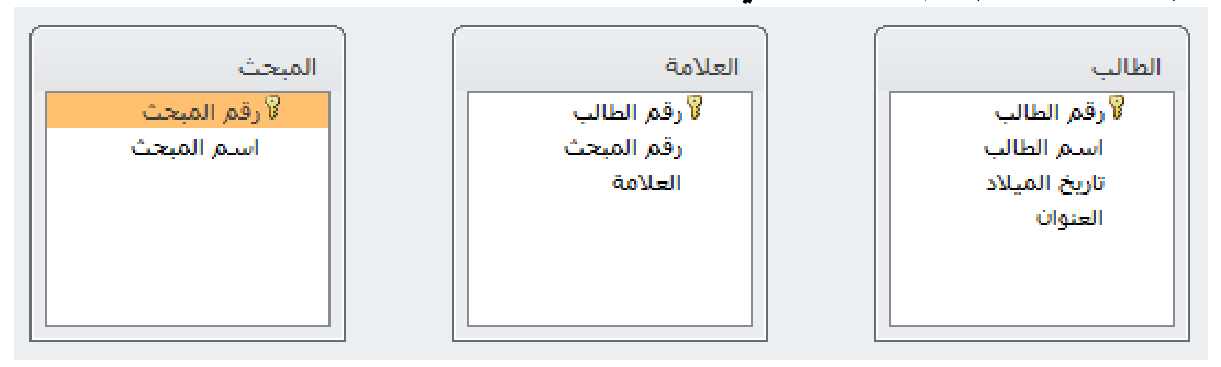 الطالب
رقم الطالب
اسم الطالب
تاريخ الميلاد
العنوان
العلامة
رقم الطالب
رقم المبحث
العلامة
المبحث
رقم المبحث
اسم المبحث